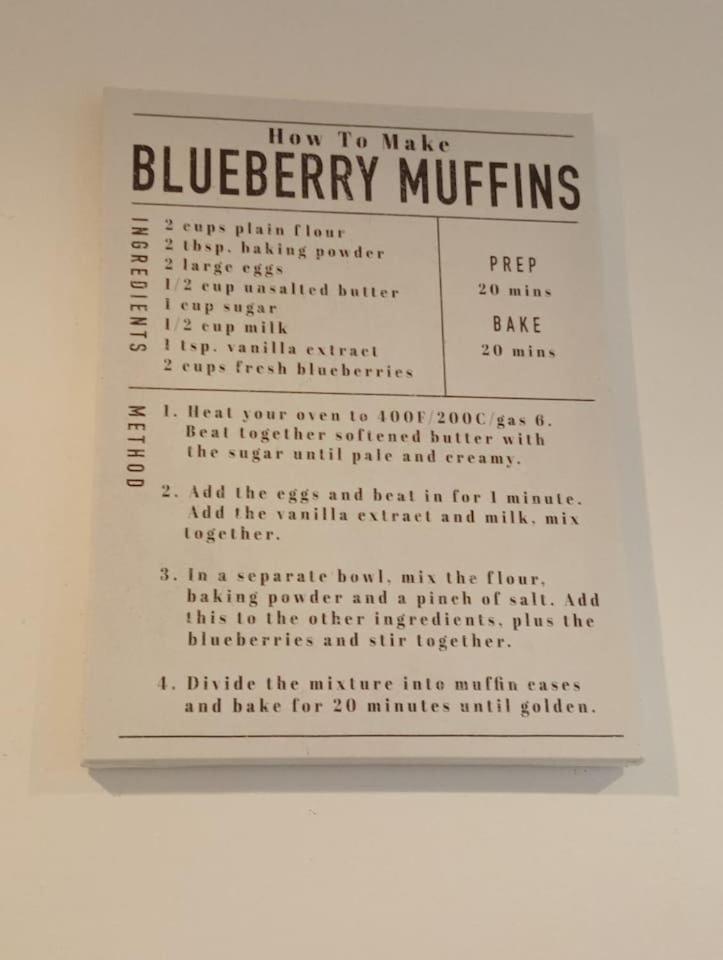 How To Make
BLUEBERRY MUFFINS
INGREDIENTS
2 cups plain flour
2 tbsp. baking powder
2 large eggs
1/2 cup unsalted butter
1 cup sugar
1/2 cup milk
1 tsp. vanilla extract
2 cups fresh blueberries
PREP
20 mins
BAKE
20 mins
METHOD
1. Heat your oven to 400F/200C/gas 6.
Beat together softened butter with
the sugar until pale and creamy.
2. Add the eggs and beat in for 1 minute.
Add the vanilla extract and milk, mix
together.
3. In a separate bowl, mix the flour,
baking powder and a pinch of salt. Add
this to the other ingredients, plus the
blueberries and stir together.
4. Divide the mixture into muffin cases
and bake for 20 minutes until golden.